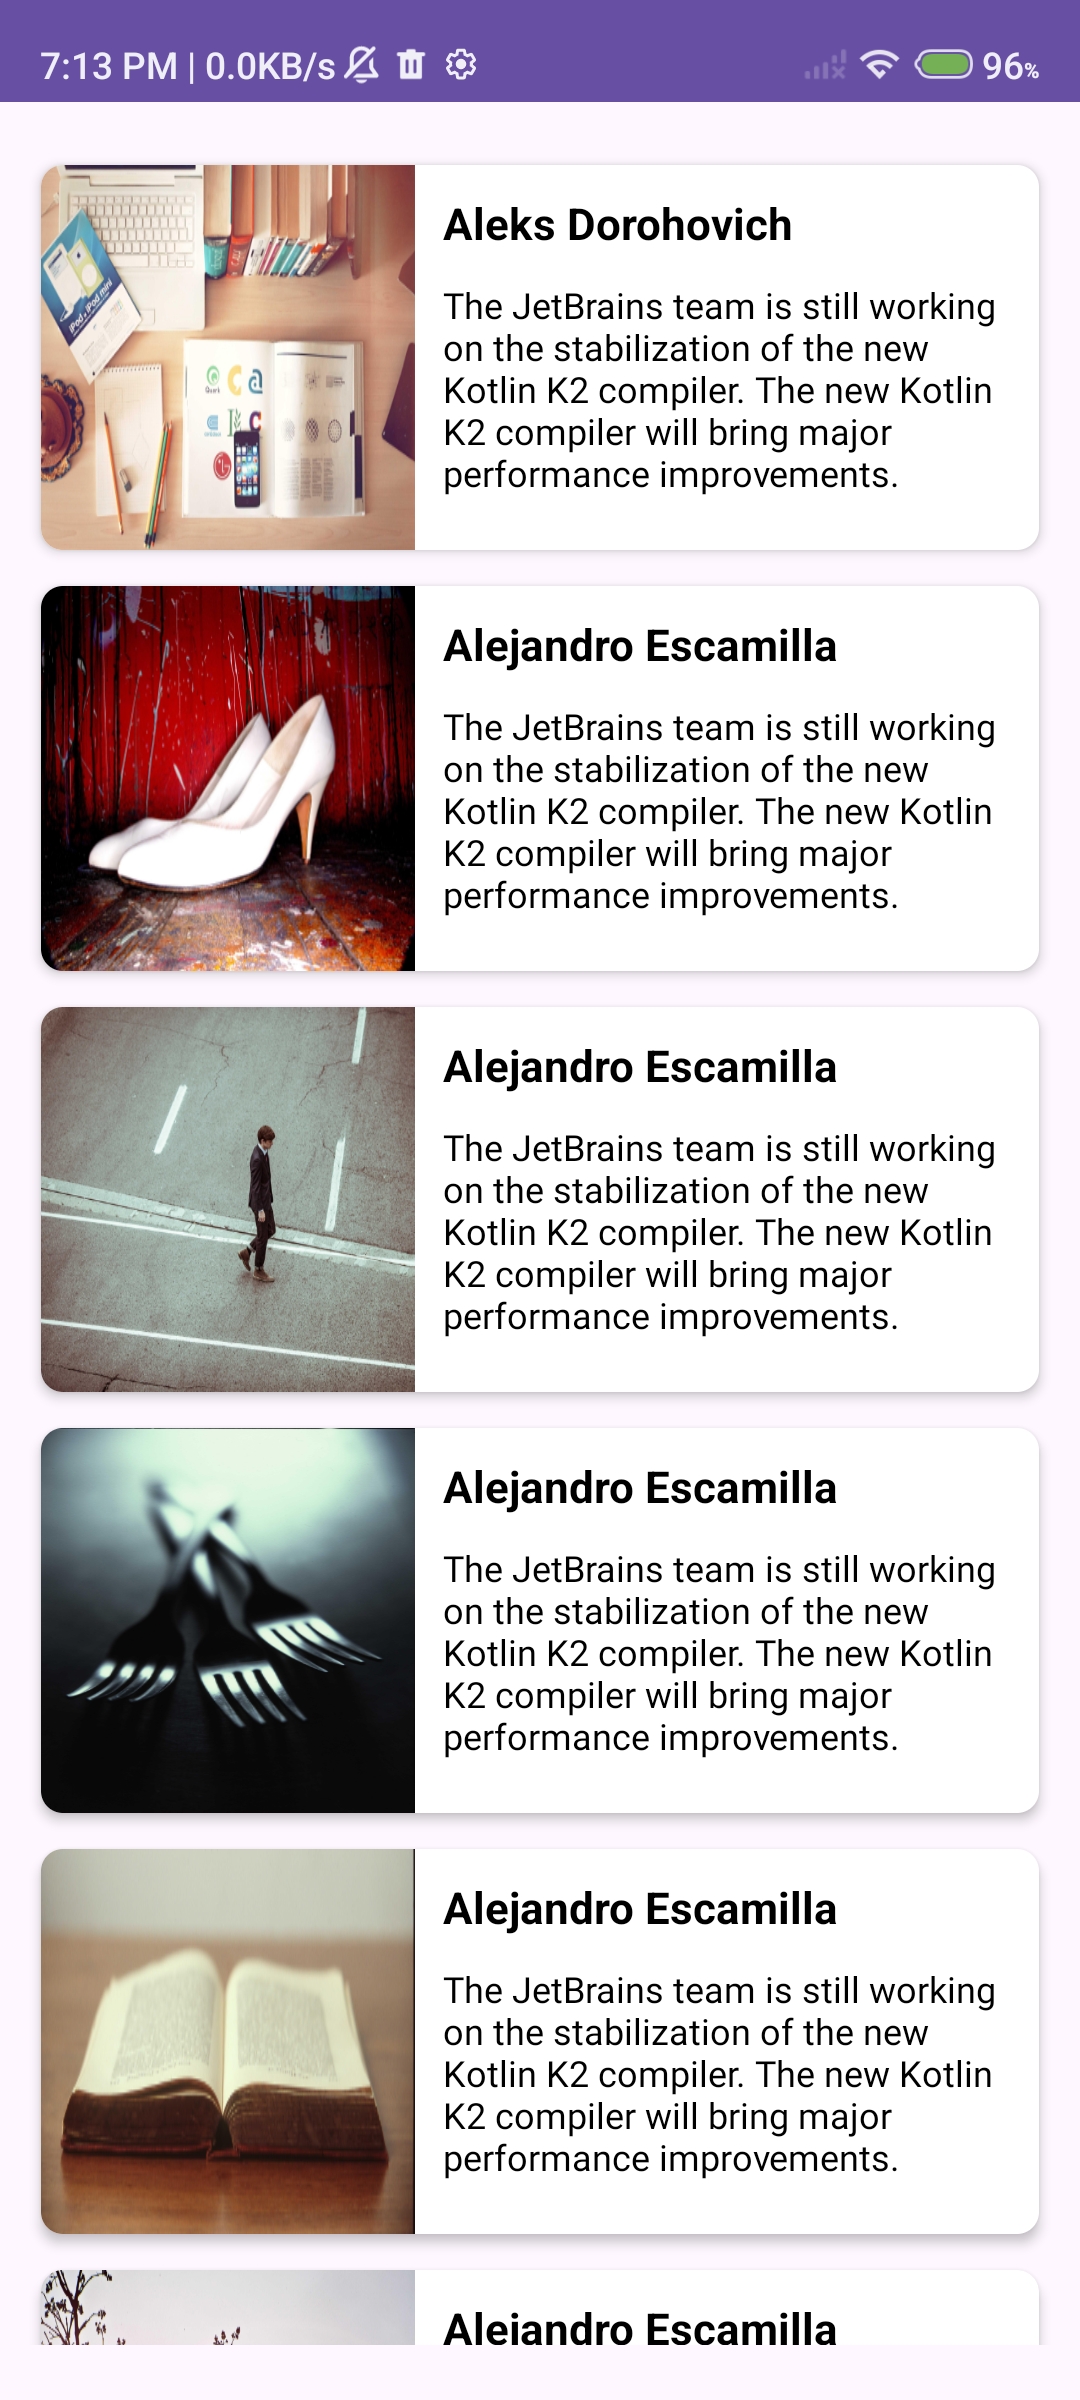 7:13 PM | 0.0KB/s 96%
Aleks Dorohovich
The JetBrains team is still working
on the stabilization of the new
Kotlin K2 compiler. The new Kotlin
K2 compiler will bring major
performance improvements.
iPod. iPod mini
Alejandro Escamilla
The JetBrains team is still working
on the stabilization of the new
Kotlin K2 compiler. The new Kotlin
K2 compiler will bring major
performance improvements.
Alejandro Escamilla
The JetBrains team is still working
on the stabilization of the new
Kotlin K2 compiler. The new Kotlin
K2 compiler will bring major
performance improvements.
Alejandro Escamilla
The JetBrains team is still working
on the stabilization of the new
Kotlin K2 compiler. The new Kotlin
K2 compiler will bring major
performance improvements.
Alejandro Escamilla
The JetBrains team is still working
on the stabilization of the new
Kotlin K2 compiler. The new Kotlin
K2 compiler will bring major
performance improvements.
Alejandro Escamilla